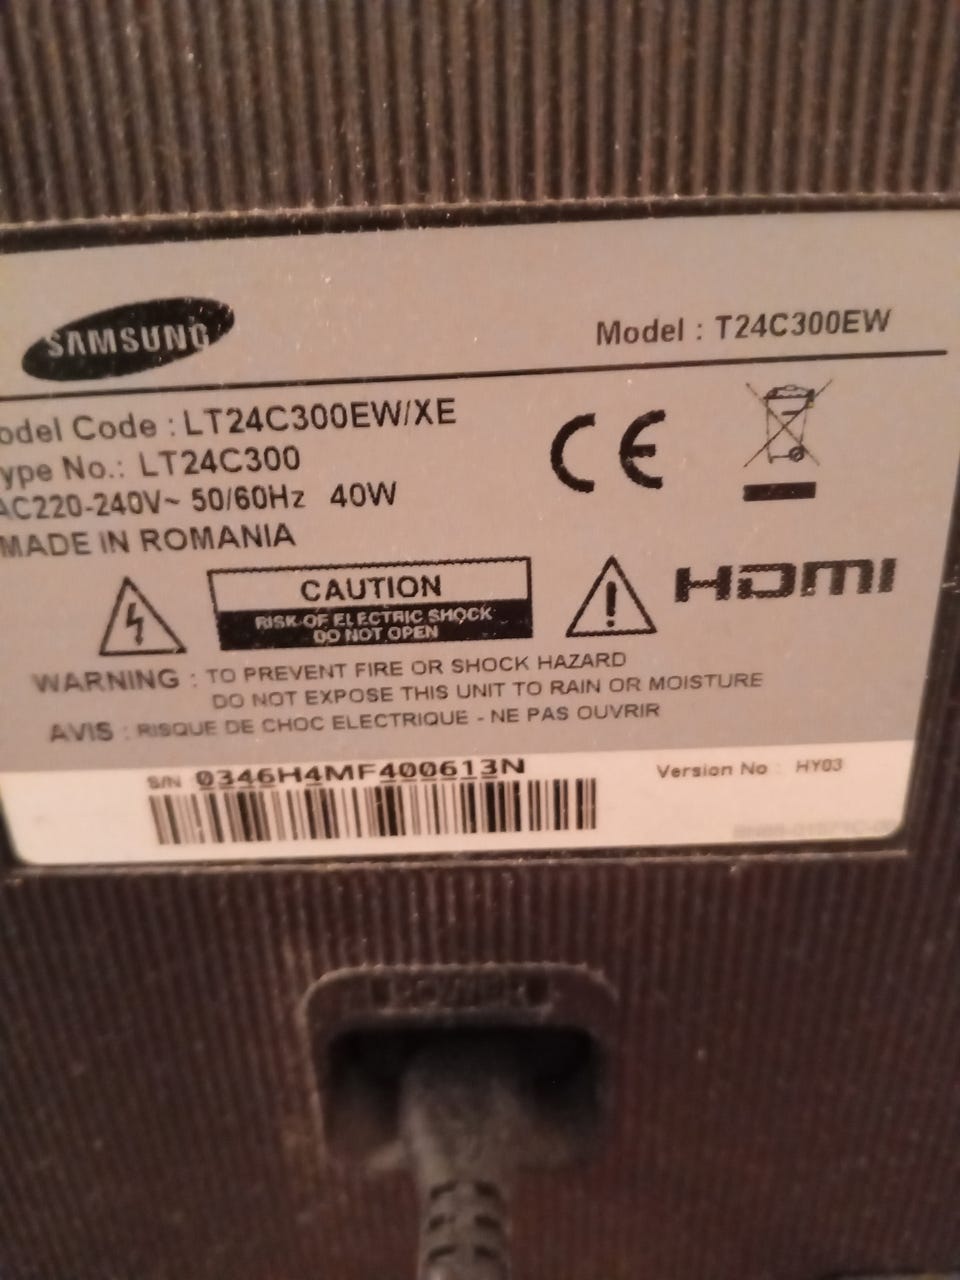 SAMSUNG
Model : T24C300EW
odel Code : LT24C300EW/XE
ype No.: LT24C300
AC220-240V~ 50/60Hz 40W
MADE IN ROMANIA
CAUTION
RISK OF ELECTRIC SHOCK
DO NOT OPEN
CE
HDMI
WARNING : TO PREVENT FIRE OR SHOCK HAZARD
DO NOT EXPOSE THIS UNIT TO RAIN OR MOISTURE
AVIS : RISQUE DE CHOC ELECTRIQUE - NE PAS OUVRIR
S/N 0346H4MF400613N
Version No : HY03
POWER